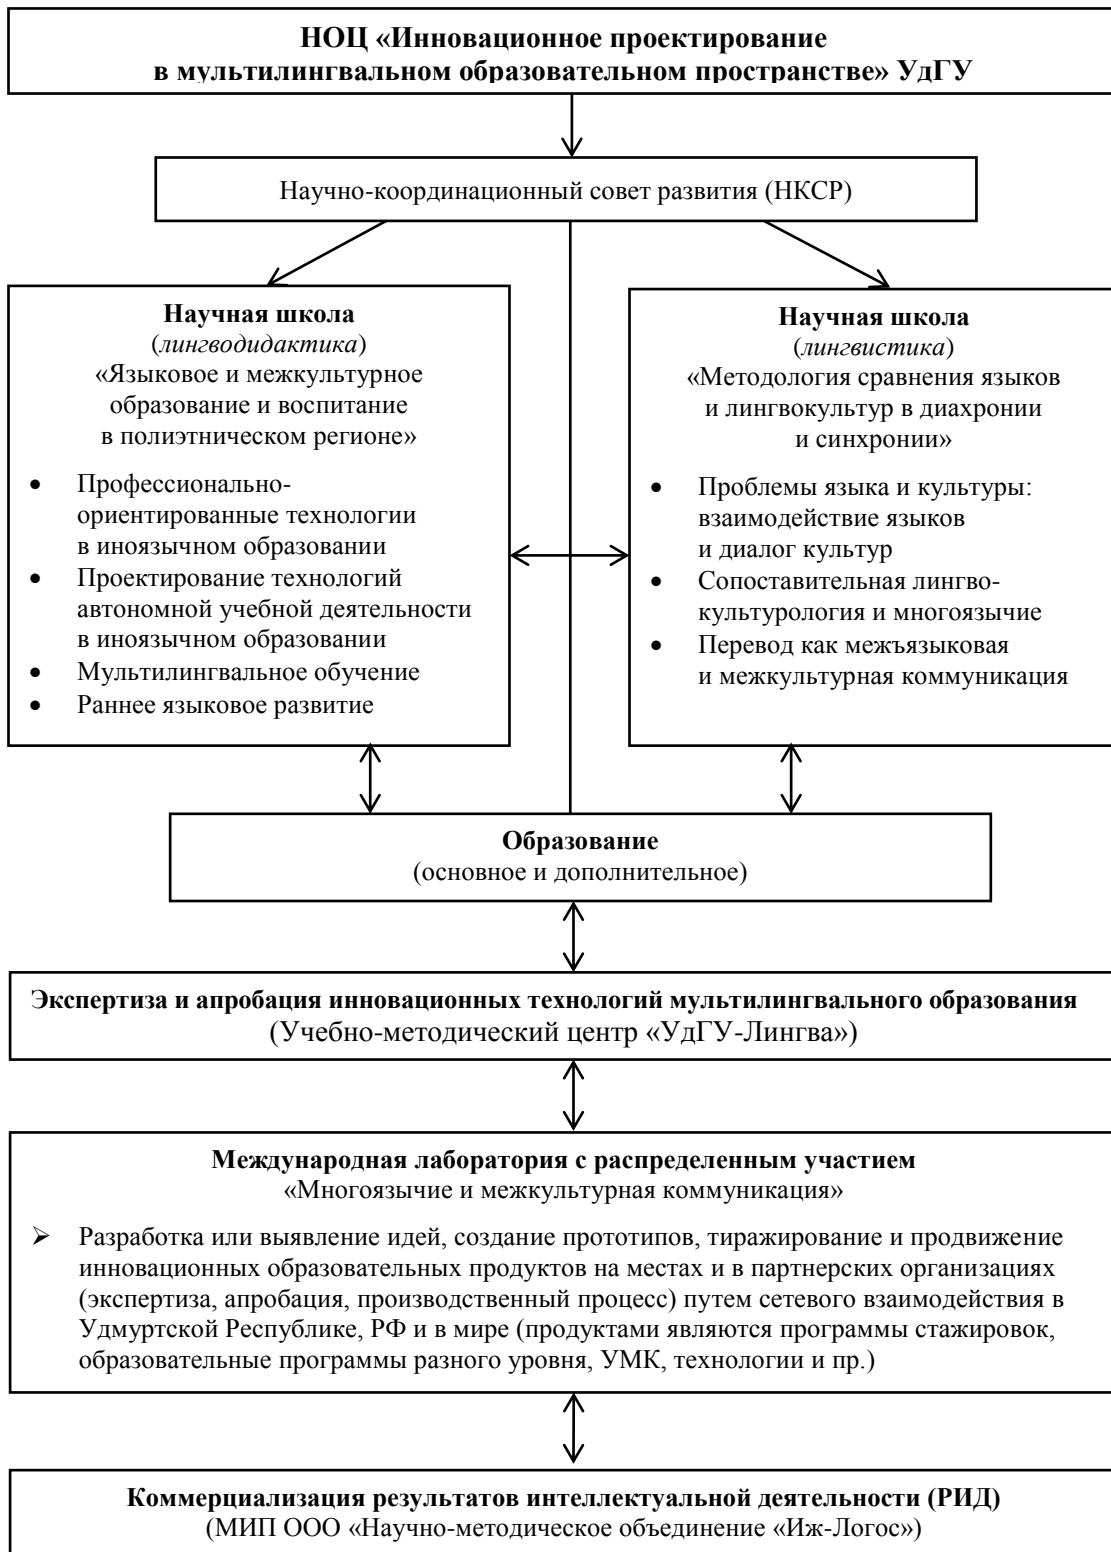 НОЦ «Инновационное проектирование
в мультилингвальном образовательном пространстве» УдГУ
Научно-координационный совет развития (НКСР)
Научная школа
(лингводидактика)
«Языковое и межкультурное
образование и воспитание
в полиэтническом регионе»
• Профессионально-
ориентированные технологии
в иноязычном образовании
• Проектирование технологий
автономной учебной деятельности
в иноязычном образовании
• Мультилингвальное обучение
• Раннее языковое развитие
Научная школа
(лингвистика)
«Методология сравнения языков
и лингвокультур в диахронии
и синхронии»
• Проблемы языка и культуры:
взаимодействие языков
и диалог культур
• Сопоставительная лингво-
культурология и многоязычие
• Перевод как межъязыковая
и межкультурная коммуникация
Образование
(основное и дополнительное)
Экспертиза и апробация инновационных технологий мультилингвального образования
(Учебно-методический центр «УдГУ-Лингва»)
Международная лаборатория с распределенным участием
«Многоязычие и межкультурная коммуникация»
➢ Разработка или выявление идей, создание прототипов, тиражирование и продвижение
инновационных образовательных продуктов на местах и в партнерских организациях
(экспертиза, апробация, производственный процесс) путем сетевого взаимодействия в
Удмуртской Республике, РФ и в мире (продуктами являются программы стажировок,
образовательные программы разного уровня, УМК, технологии и пр.)
Коммерциализация результатов интеллектуальной деятельности (РИД)
(МИП ООО «Научно-методическое объединение «Иж-Логос»)